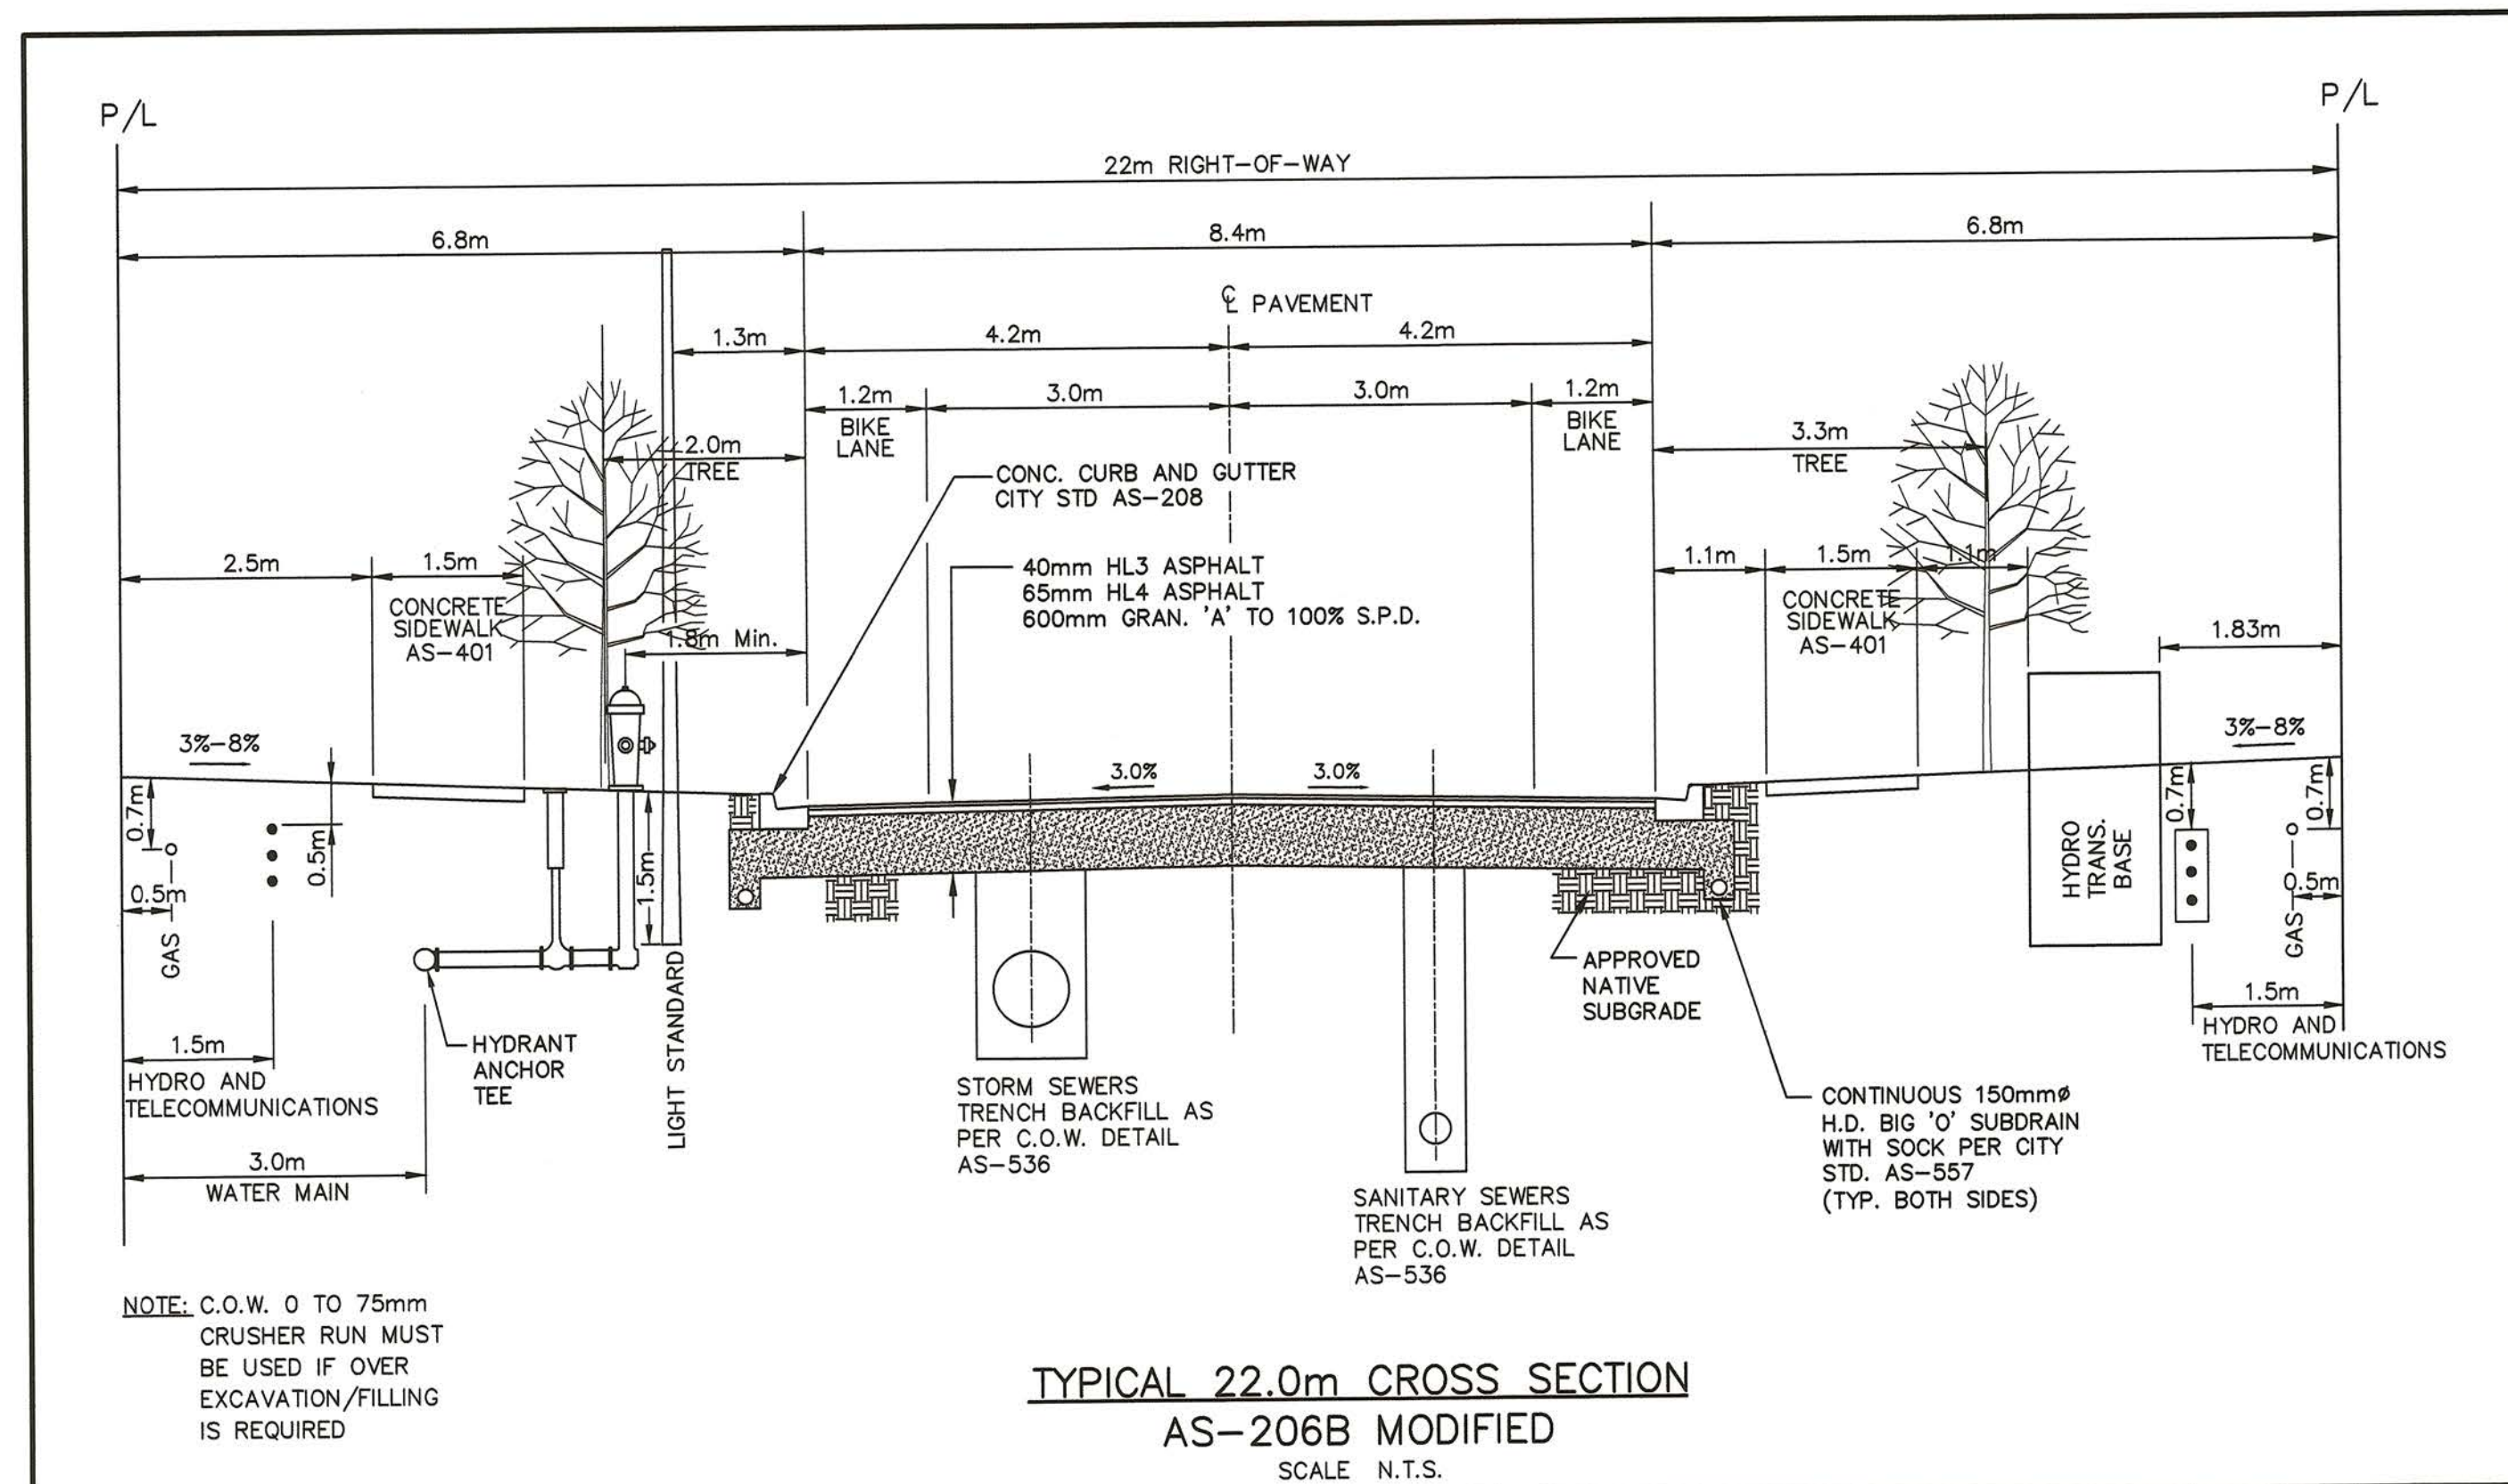 P/L
P/L
22m RIGHT-OF-WAY
6.8m
8.4m
6.8m
℄ PAVEMENT
1.3m
4.2m
4.2m
1.2m
BIKE
LANE
3.0m
3.0m
1.2m
BIKE
LANE
2.0m
TREE
3.3m
TREE
CONC. CURB AND GUTTER
CITY STD AS-208
2.5m
1.5m
CONCRETE
SIDEWALK
AS-401
40mm HL3 ASPHALT
65mm HL4 ASPHALT
600mm GRAN. 'A' TO 100% S.P.D.
1.1m
1.5m
1.1m
CONCRETE
SIDEWALK
AS-401
1.8m Min.
1.83m
3%-8%
3.0%
3.0%
3%-8%
0.7m
0.5m
0.5m
GAS
1.5m
LIGHT STANDARD
HYDRO
TRANS.
BASE
0.7m
0.7m
0.5m
GAS
APPROVED
NATIVE
SUBGRADE
1.5m
HYDRO AND
TELECOMMUNICATIONS
1.5m
HYDRO AND
TELECOMMUNICATIONS
HYDRANT
ANCHOR
TEE
3.0m
WATER MAIN
STORM SEWERS
TRENCH BACKFILL AS
PER C.O.W. DETAIL
AS-536
SANITARY SEWERS
TRENCH BACKFILL AS
PER C.O.W. DETAIL
AS-536
CONTINUOUS 150mmø
H.D. BIG 'O' SUBDRAIN
WITH SOCK PER CITY
STD. AS-557
(TYP. BOTH SIDES)
NOTE: C.O.W. 0 TO 75mm
CRUSHER RUN MUST
BE USED IF OVER
EXCAVATION/FILLING
IS REQUIRED
TYPICAL 22.0m CROSS SECTION
AS-206B MODIFIED
SCALE N.T.S.